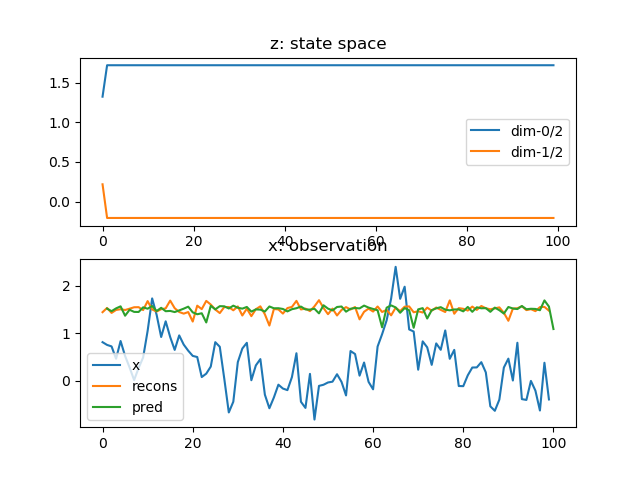 z: state space
1.5
1.0
0.5
0.0
dim-0/2
dim-1/2
0 20 40 60 80 100
x: observation
2
1
0
x
recons
pred
0 20 40 60 80 100